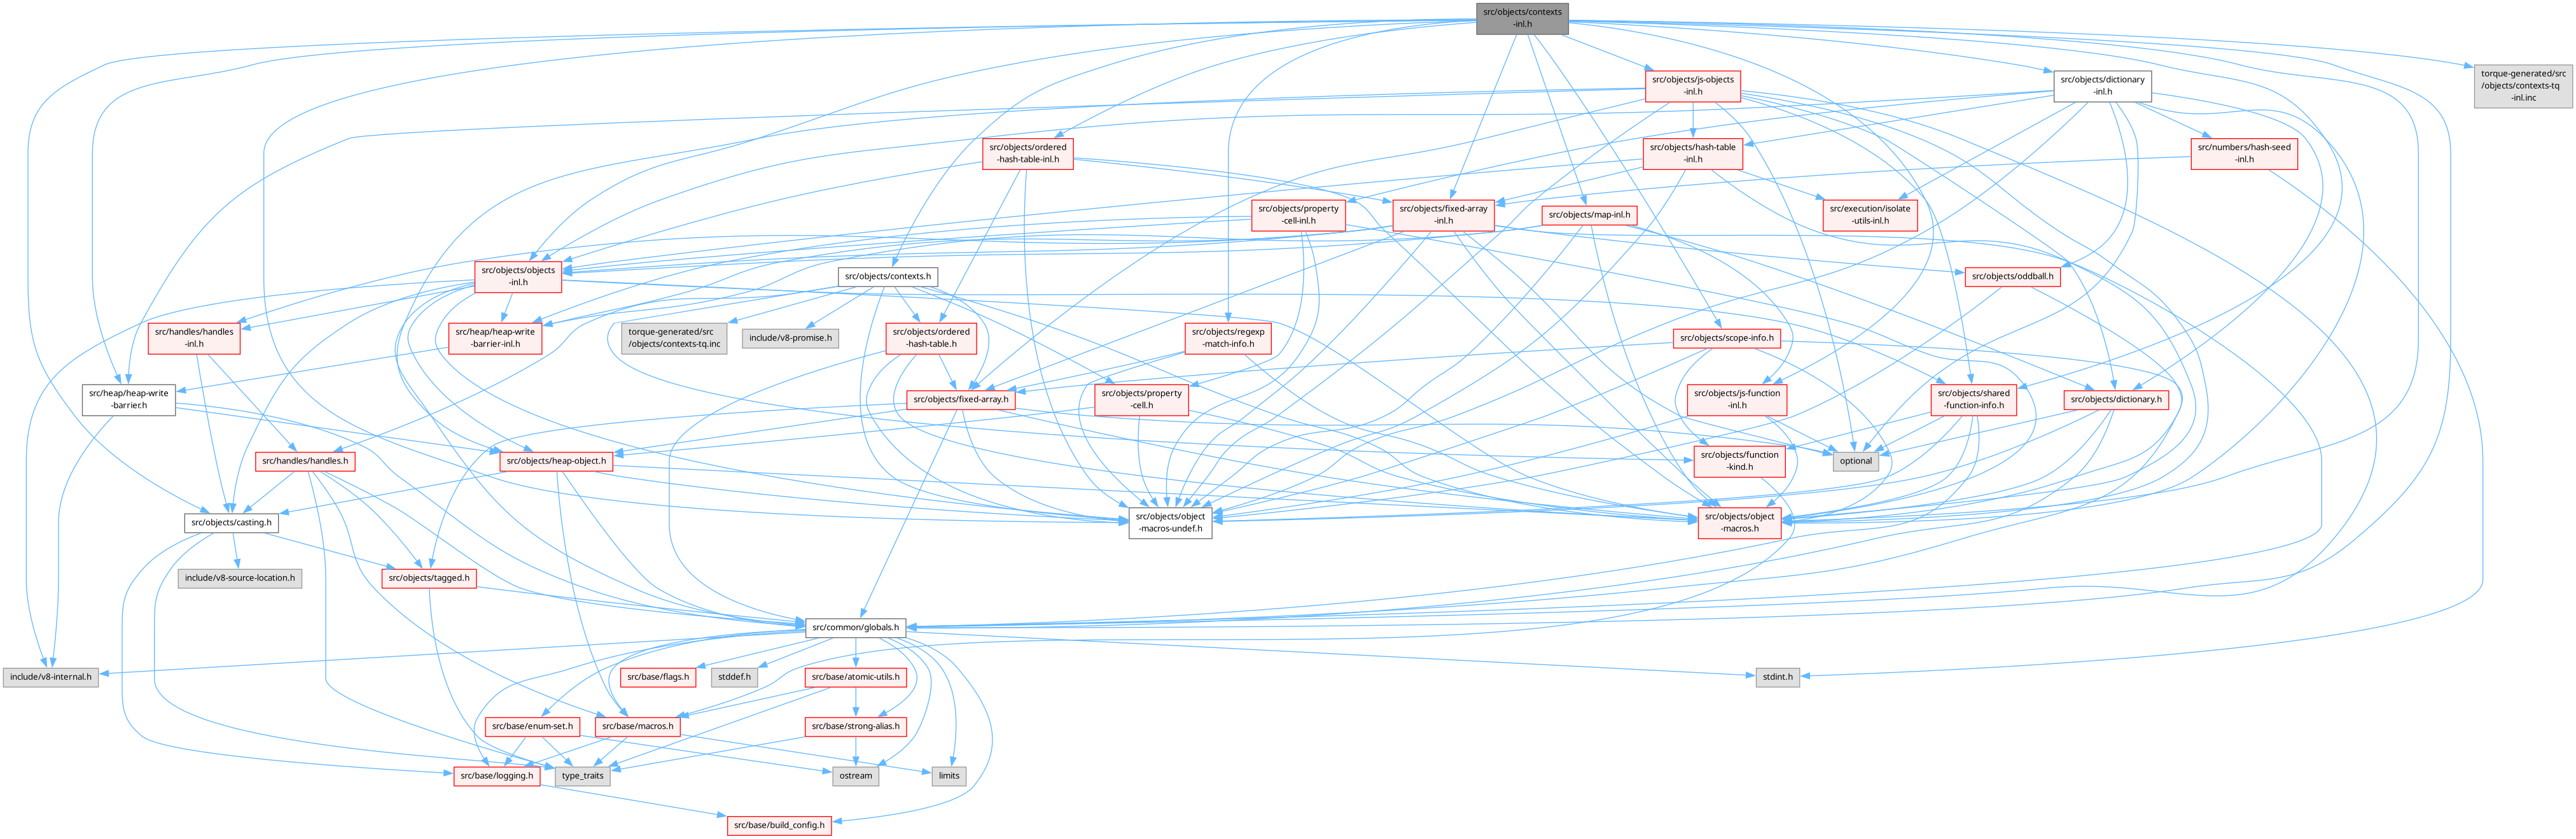 src/objects/contexts
-inl.h
src/objects/js-objects
-inl.h
src/objects/dictionary
-inl.h
torque-generated/src
/objects/contexts-tq
-inl.inc
src/objects/ordered
-hash-table-inl.h
src/objects/hash-table
-inl.h
src/numbers/hash-seed
-inl.h
src/objects/property
-cell-inl.h
src/objects/fixed-array
-inl.h
src/objects/map-inl.h
src/execution/isolate
-utils-inl.h
src/objects/objects
-inl.h
src/objects/contexts.h
src/objects/oddball.h
src/handles/handles
-inl.h
src/heap/heap-write
-barrier-inl.h
torque-generated/src
/objects/contexts-tq.inc
include/v8-promise.h
src/objects/ordered
-hash-table.h
src/objects/regexp
-match-info.h
src/objects/scope-info.h
src/heap/heap-write
-barrier.h
src/objects/fixed-array.h
src/objects/property
-cell.h
src/objects/js-function
-inl.h
src/objects/shared
-function-info.h
src/objects/dictionary.h
src/handles/handles.h
src/objects/heap-object.h
src/objects/function
-kind.h
optional
src/objects/casting.h
src/objects/object
-macros-undef.h
src/objects/object
-macros.h
include/v8-source-location.h
src/objects/tagged.h
src/common/globals.h
include/v8-internal.h
src/base/flags.h
stddef.h
src/base/atomic-utils.h
stdint.h
src/base/enum-set.h
src/base/macros.h
src/base/strong-alias.h
src/base/logging.h
type_traits
ostream
limits
src/base/build_config.h